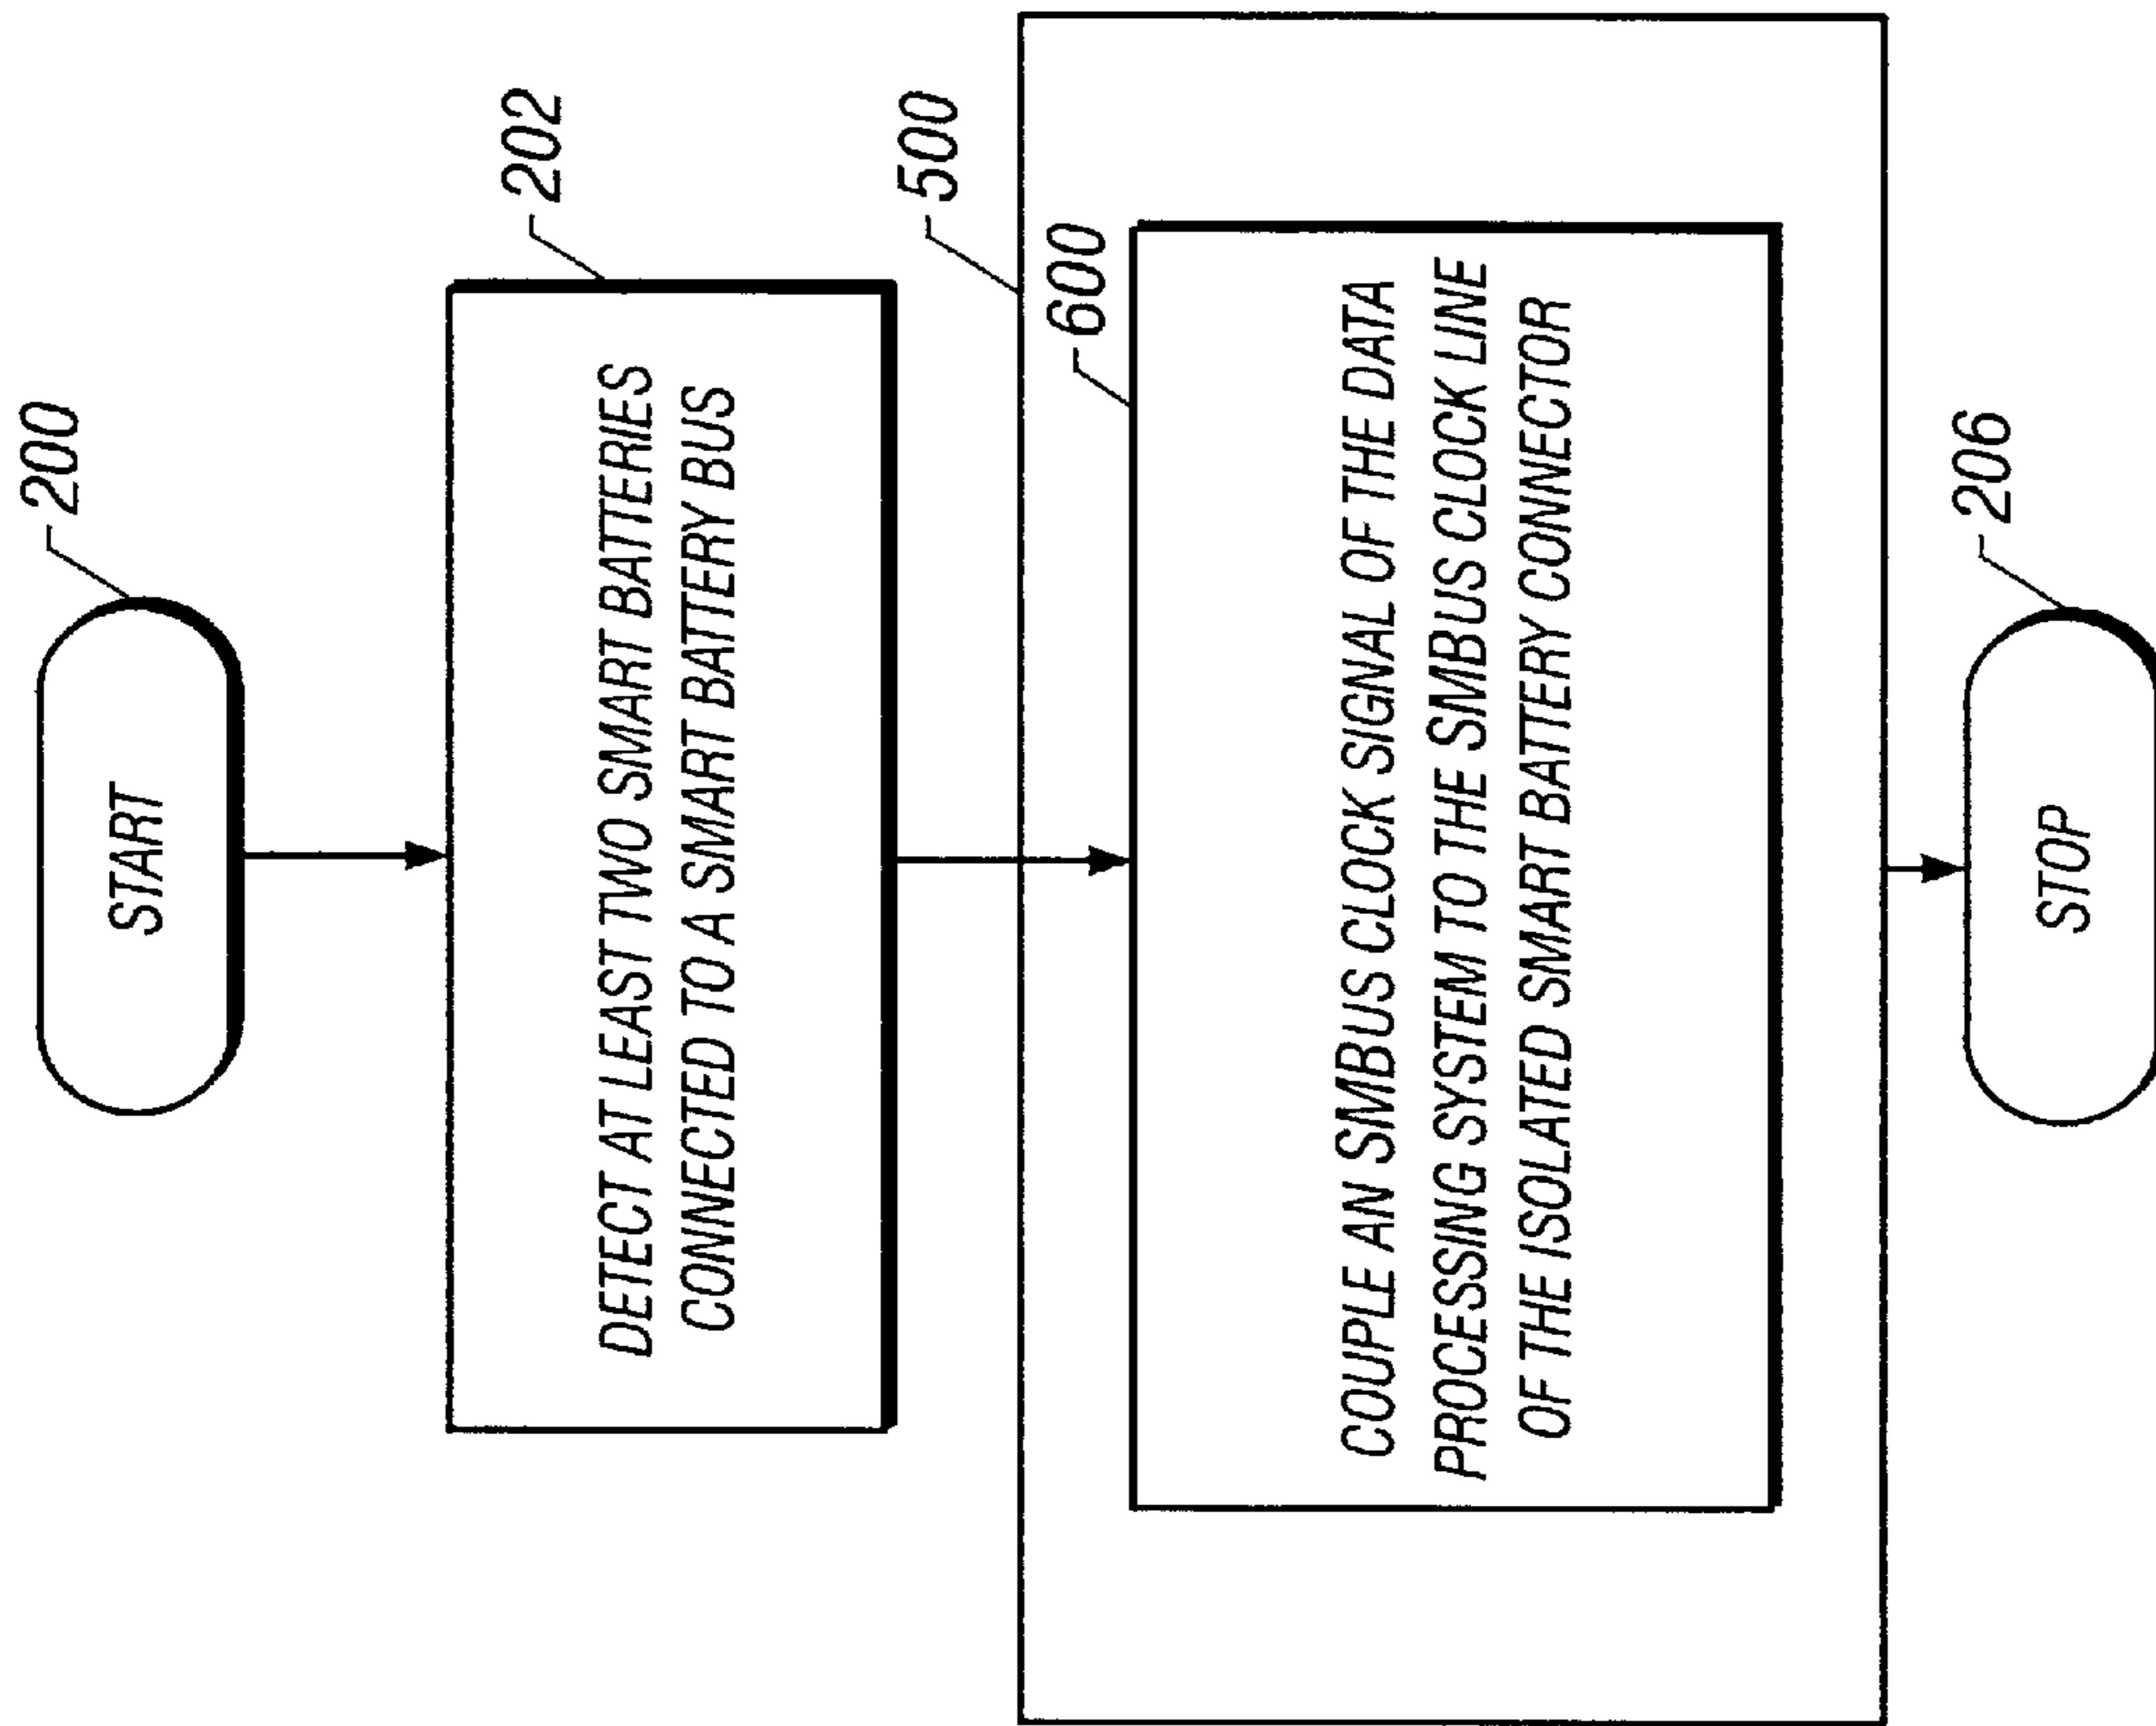 START
200
DETECT AT LEAST TWO SMART BATTERIES
CONNECTED TO A SMART BATTERY BUS
202
500
600
COUPLE AN SMBUS CLOCK SIGNAL OF THE DATA
PROCESSING SYSTEM TO THE SMBUS CLOCK LINE
OF THE ISOLATED SMART BATTERY CONNECTOR
STOP
206